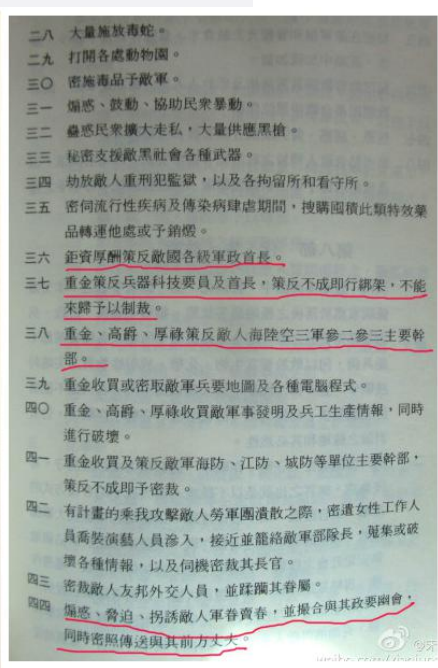 二八 大量施放毒蛇。
二九 打開各處動物園。
三〇 密施毒品予敵軍。
三一 煽惑、鼓動、協助民衆暴動。
三二 蠱惑民衆擴大走私，大量供應黑槍。
三三 秘密支援敵黑社會各種武器。
三四 劫放敵人重刑犯監獄，以及各拘留所和看守所。
三五 密伺流行性疾病及傳染病肆虐期間，搜購囤積此類特效藥
品轉運他處或予銷燬。
三六 鉅資厚酬策反敵國各級軍政首長。
三七 重金策反兵器科技要員及首長，策反不成即行綁架，不能
來歸予以制裁。
三八 重金、高爵、厚祿策反敵人海陸空三軍參二參三主要幹
部。
三九 重金收買或密取敵軍兵要地圖及各種電腦程式。
四〇 重金、高爵、厚祿收買敵軍事發明及兵工生產情報，同時
進行破壞。
四一 重金收買及策反敵軍海防、江防、城防等單位主要幹部，
策反不成即予密裁。
四二 有計畫的乘我攻擊敵人勞軍團潰散之際，密遣女性工作人
員喬裝演藝人員滲入，接近並籠絡敵軍部隊長，蒐集或破
壞各種情報，以及伺機密裁其長官。
四三 密裁敵人友邦外交人員，並蹂躪其眷屬。
四四 煽惑、脅迫、拐誘敵人軍眷賣春，並撮合與其政要幽會，
同時密照傳送與其前方丈夫。